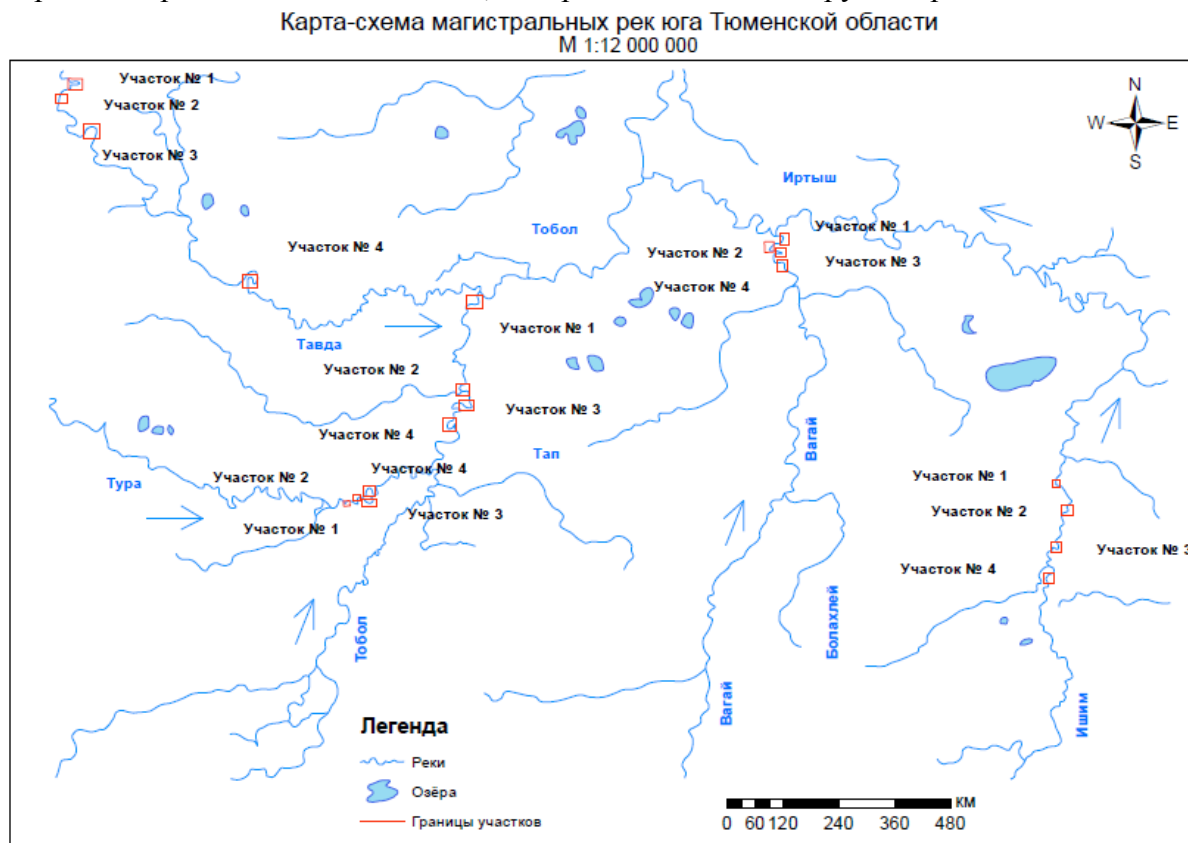 Карта-схема магистральных рек юга Тюменской области
М 1:12 000 000
Участок № 1
Участок № 2
Участок № 3
N
W E
S
Иртыш
Участок № 1
Тобол
Участок № 4
Участок № 2
Участок № 3
Участок № 4
Участок № 1
Тавда
Участок № 2
Участок № 3
Участок № 4
Тап
Вагай
Участок № 4
Участок № 2
Тура
Участок № 3
Участок № 1
Участок № 1
Участок № 2
Участок № 3
Участок № 4
Тобол
Болахлей
Вагай
Ишим
Легенда
Реки
Озёра
Границы участков
КМ
0 60 120 240 360 480